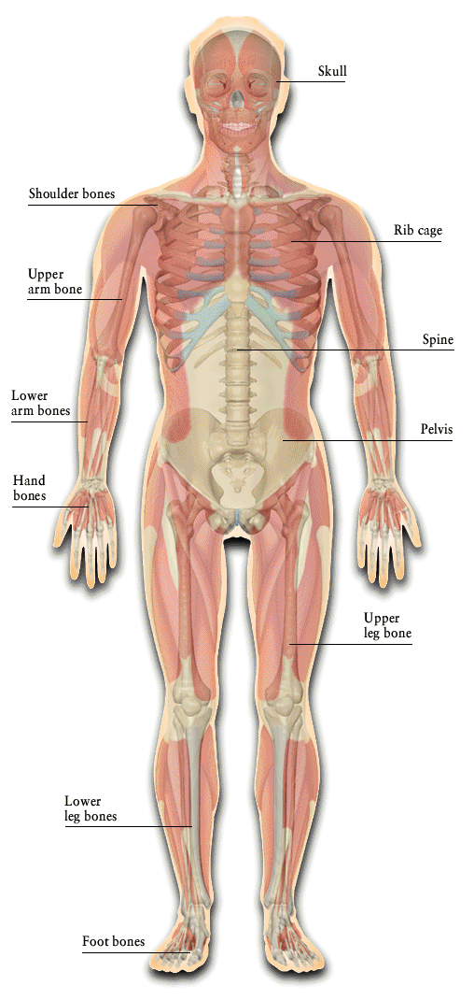 Skull
Shoulder bones
Rib cage
Upper
arm bone
Spine
Lower
arm bones
Pelvis
Hand
bones
Upper
leg bone
Lower
leg bones
Foot bones